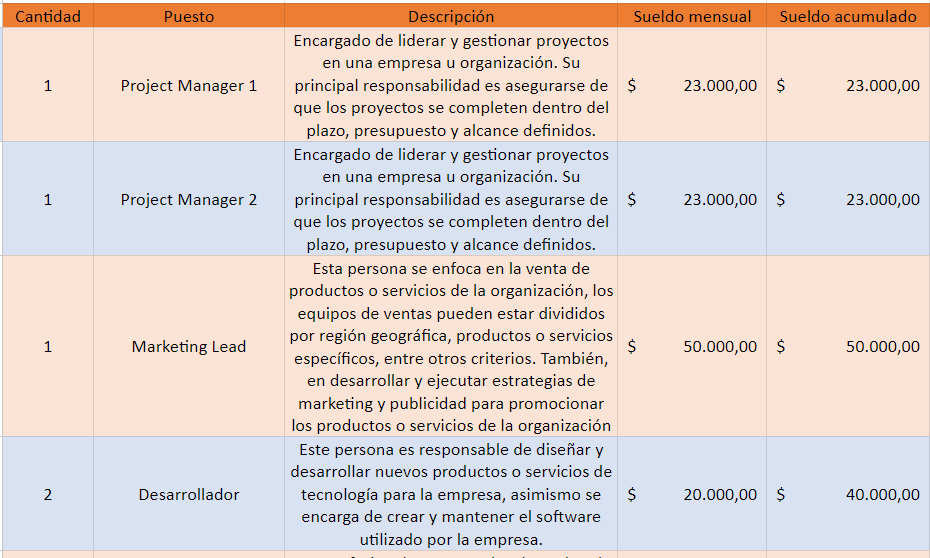 Cantidad Puesto Descripción Sueldo mensual Sueldo acumulado
Encargado de liderar y gestionar proyectos
en una empresa u organización. Su
1 Project Manager 1 principal responsabilidad es asegurarse de $ 23.000,00 $ 23.000,00
que los proyectos se completen dentro del
plazo, presupuesto y alcance definidos.
Encargado de liderar y gestionar proyectos
en una empresa u organización. Su
1 Project Manager 2 principal responsabilidad es asegurarse de $ 23.000,00 $ 23.000,00
que los proyectos se completen dentro del
plazo, presupuesto y alcance definidos.
Esta persona se enfoca en la venta de
productos o servicios de la organización, los
equipos de ventas pueden estar divididos
por región geográfica, productos o servicios
1 Marketing Lead específicos, entre otros criterios. También, $ 50.000,00 $ 50.000,00
en desarrollar y ejecutar estrategias de
marketing y publicidad para promocionar
los productos o servicios de la organización
Este persona es responsable de diseñar y
desarrollar nuevos productos o servicios de
2 Desarrollador tecnología para la empresa, asimismo se $ 20.000,00 $ 40.000,00
encarga de crear y mantener el software
utilizado por la empresa.